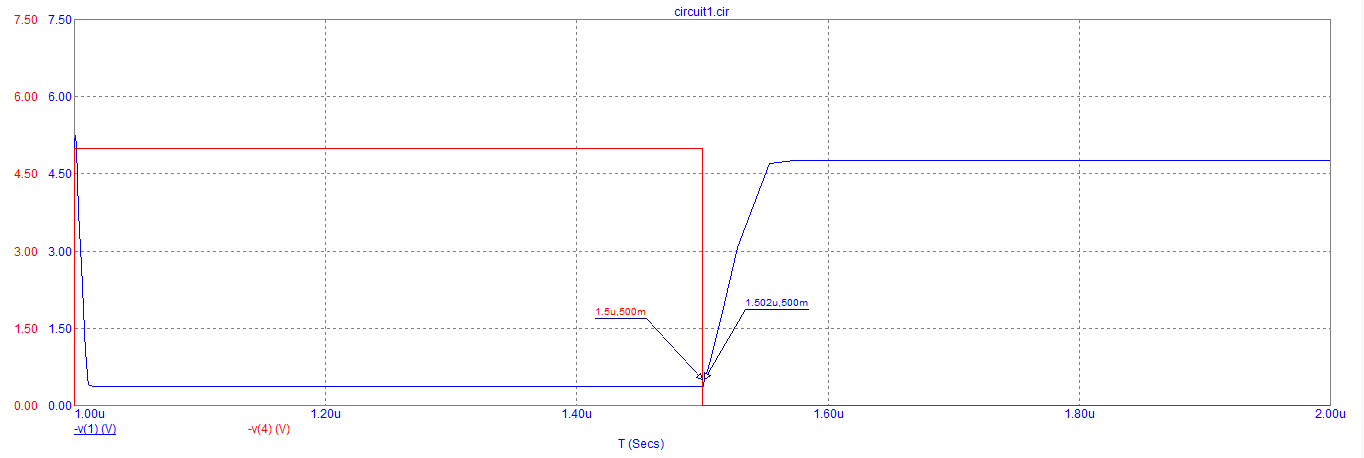 circuit1.cir
7.50 7.50
6.00 6.00
4.50 4.50
3.00 3.00
1.5u,500m 1.502u,500m
1.50 1.50
0.00 0.00
1.00u 1.20u 1.40u 1.60u 1.80u 2.00u
-v(1) (V) -v(4) (V)
T (Secs)